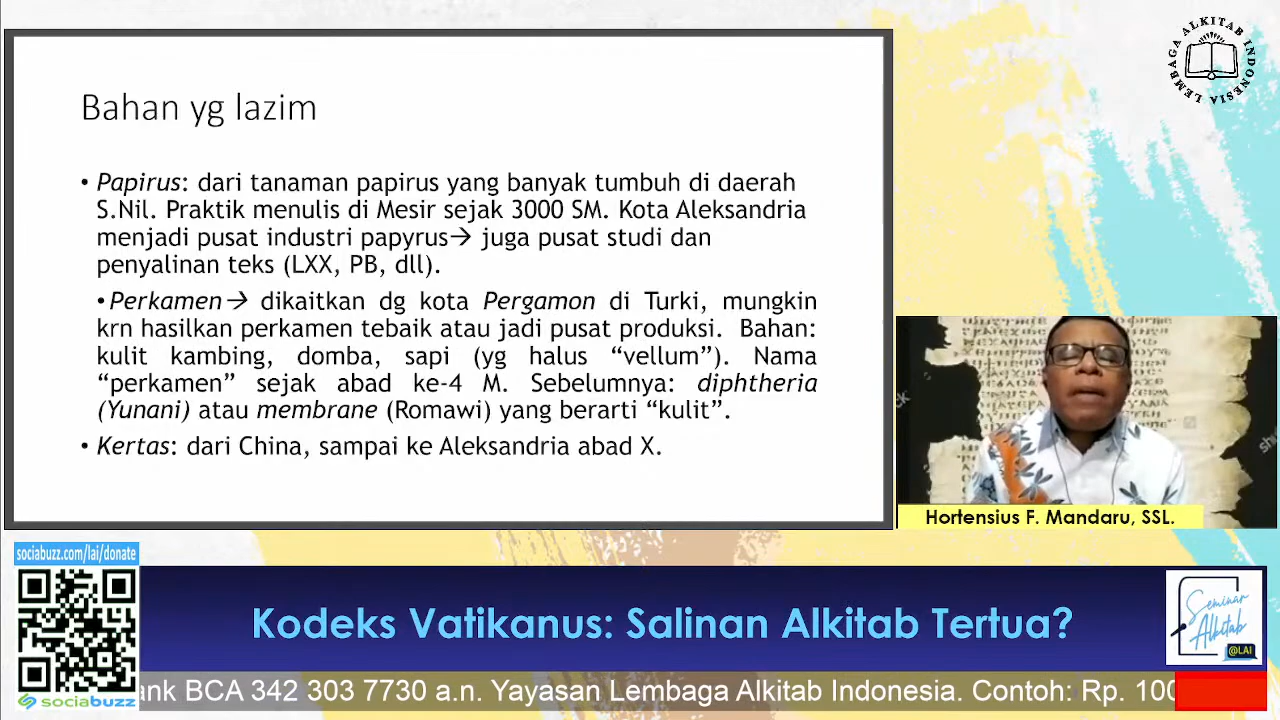 Bahan yg lazim
• Papirus: dari tanaman papirus yang banyak tumbuh di daerah
S.Nil. Praktik menulis di Mesir sejak 3000 SM. Kota Aleksandria
menjadi pusat industri papyrus→ juga pusat studi dan
penyalinan teks (LXX, PB, dll).
• Perkamen→ dikaitkan dg kota Pergamon di Turki, mungkin
krn hasilkan perkamen tebaik atau jadi pusat produksi. Bahan:
kulit kambing, domba, sapi (yg halus “vellum”). Nama
“perkamen” sejak abad ke-4 M. Sebelumnya: diphtheria
(Yunani) atau membrane (Romawi) yang berarti “kulit”.
• Kertas: dari China, sampai ke Aleksandria abad X.
LEMBAGA ALKITAB INDONESIA
Hortensius F. Mandaru, SSL.
sociabuzz.com/lai/donate
sociabuzz
Kodeks Vatikanus: Salinan Alkitab Tertua?
Seminar
Alkitab
@LAI
BCA 342 303 7730 a.n. Yayasan Lembaga Alkitab Indonesia. Contoh: Rp. 100